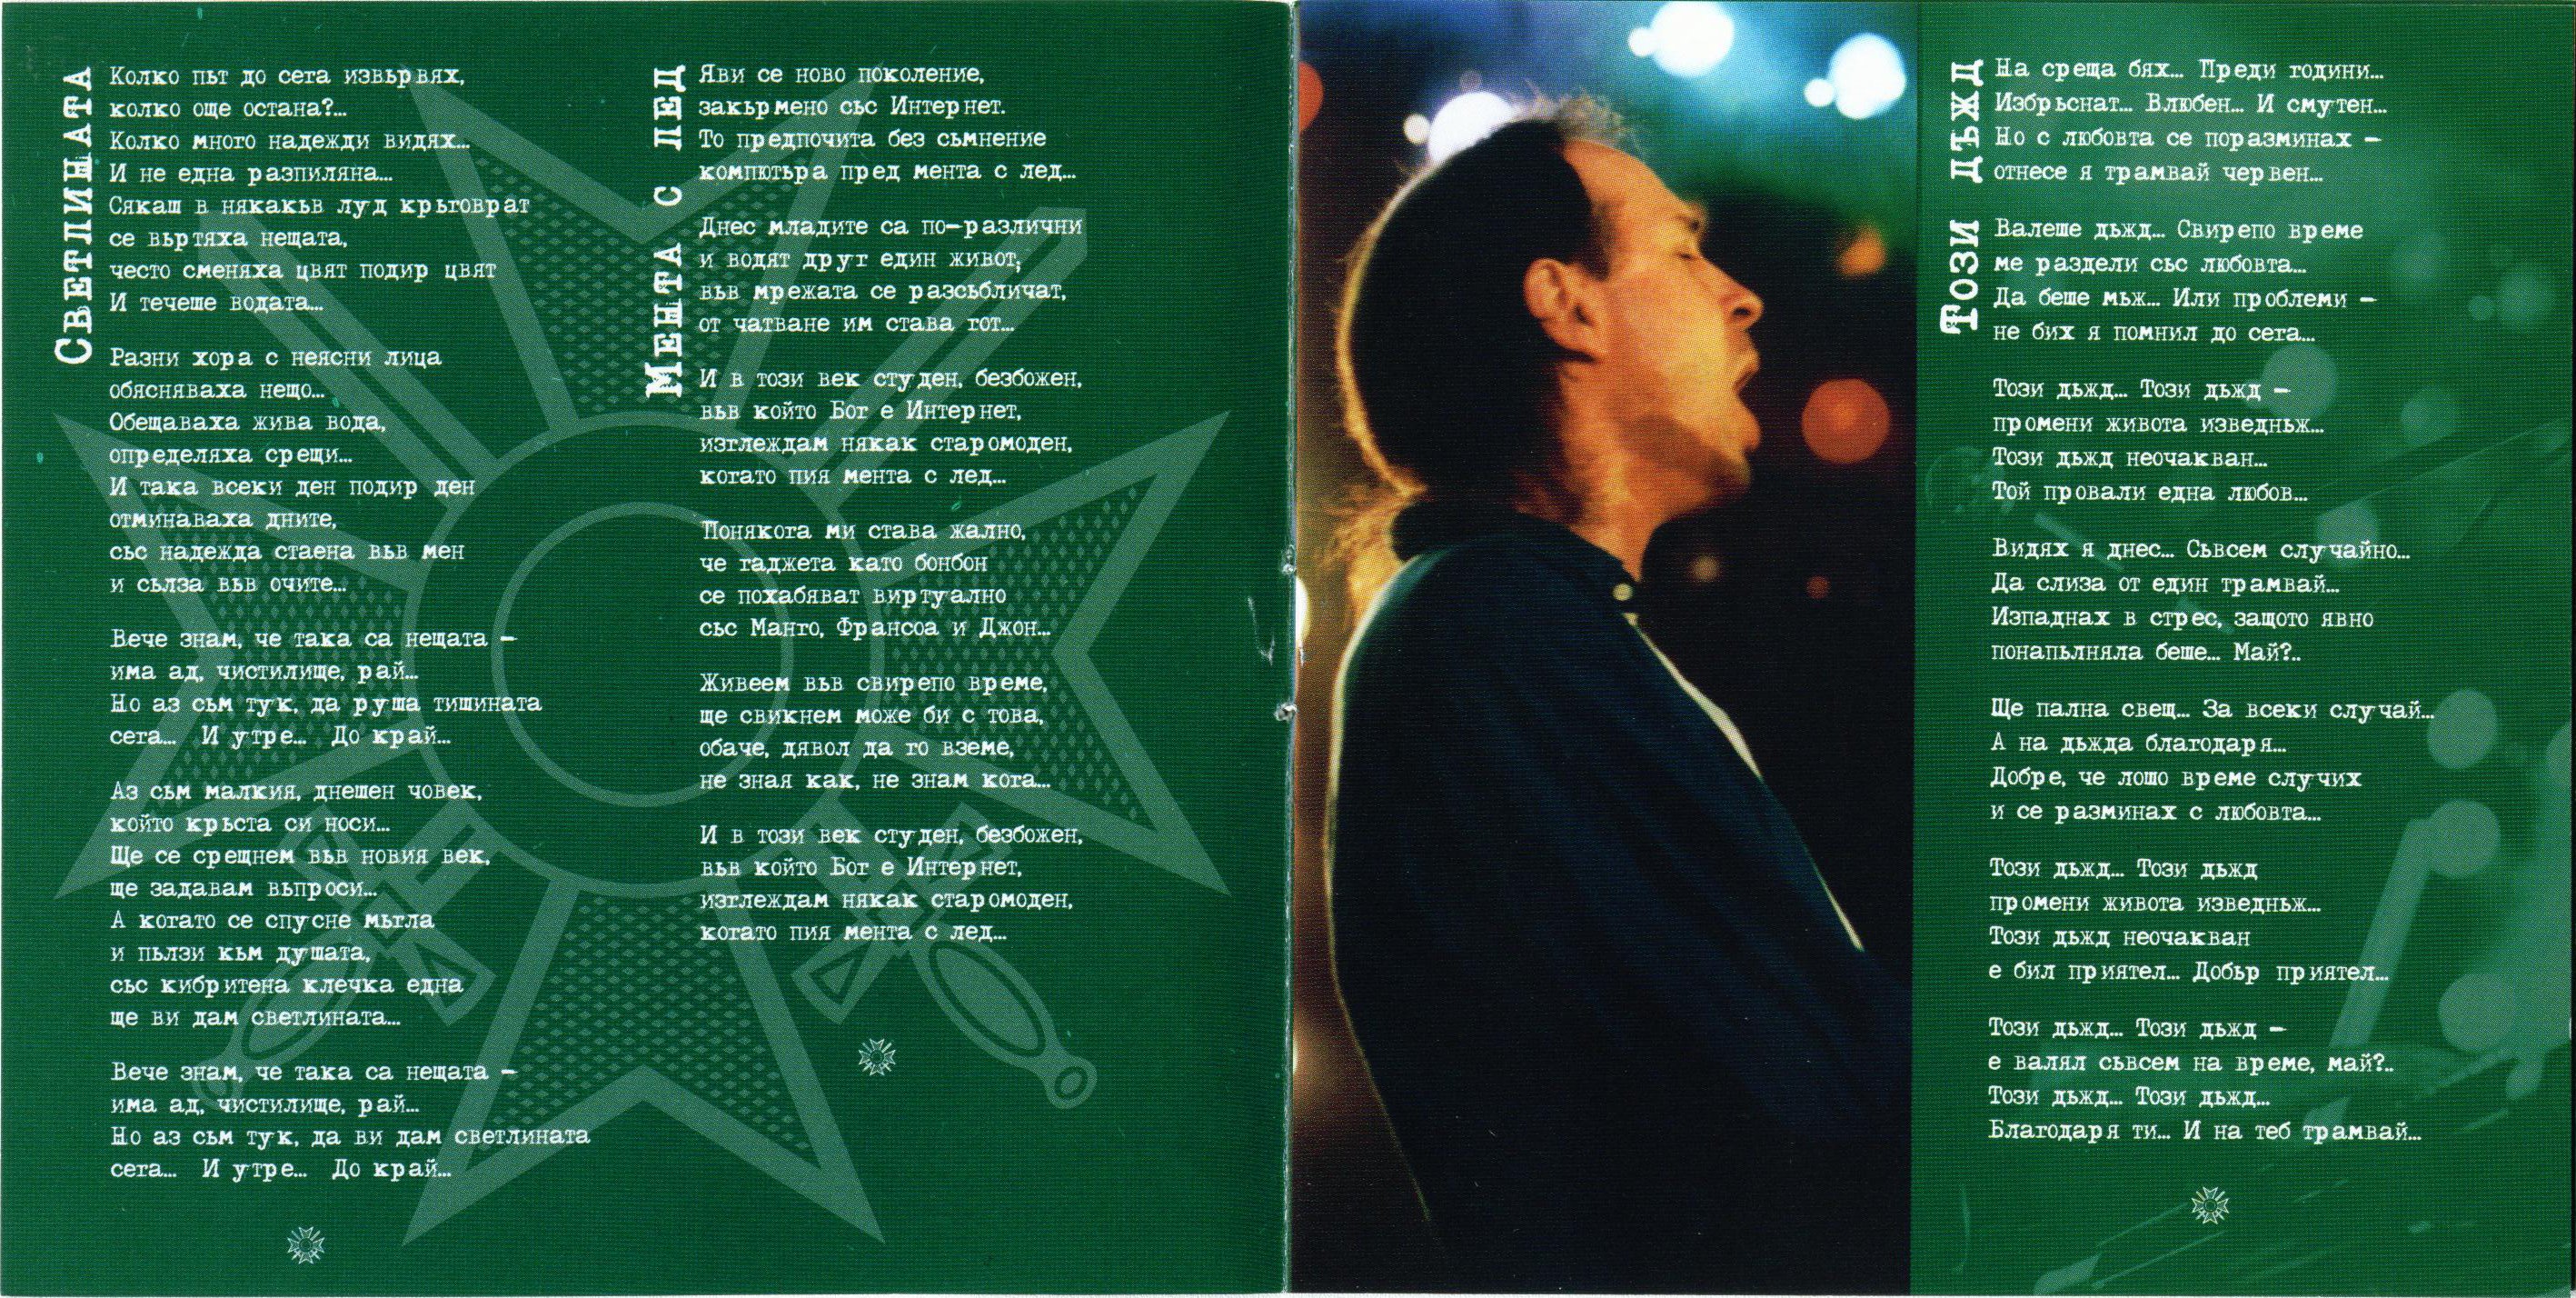 Светлината
Колко път до сега извървях,
колко още остана?...
Колко много надежди видях...
И не една разпиляна...
Сякаш в някакъв луд кръговрат
се въртяха нещата,
често сменяха цвят подир цвят
И течеше водата...
Разни хора с неясни лица
обясняваха нещо...
Обещаваха жива вода,
определяха срещи...
И така всеки ден подир ден
отминаваха дните,
със надежда стаена във мен
и сълза във очите...
Вече знам, че така са нещата –
има ад, чистилище, рай...
Но аз съм тук, да руша тишината
сега... И утре... До край...
Аз съм малкия, днешен човек,
който кръста си носи...
Ще се срещнем във новия век,
ще задавам въпроси...
А когато се спусне мъгла
и пълзи към душата,
със кибритена клечка една
ще ви дам светлината...
Вече знам, че така са нещата –
има ад, чистилище, рай...
Но аз съм тук, да ви дам светлината
сега... И утре... До край...
Мента с лед
Яви се ново поколение,
закърмено със Интернет.
То предпочита без съмнение
компютъра пред мента с лед...
Днес младите са по-различни
и водят друг един живот;
във мрежата се разсъбличат,
от чатване им става гот...
И в този век студен, безбожен,
във който Бог е Интернет,
изглеждам някак старомоден,
когато пия мента с лед...
Понякога ми става жално,
че гаджета като бонбон
се похабяват виртуално
със Манго, Франсоа и Джон...
Живеем във свирепо време,
ще свикнем може би с това,
обаче, дявол да го вземе,
не зная как, не знам кога...
И в този век студен, безбожен,
във който Бог е Интернет,
изглеждам някак старомоден,
когато пия мента с лед...
Този дъжд
На среща бях... Преди години...
Избръснат... Влюбен... И смутен...
Но с любовта се поразминах –
отнесе я трамвай червен...
Валеше дъжд... Свирепо време
ме раздели със любовта...
Да беше мъж... Или проблеми –
не бих я помнил до сега...
Този дъжд... Този дъжд –
промени живота изведнъж...
Този дъжд неочакван...
Той провали една любов...
Видях я днес... Съвсем случайно...
Да слиза от един трамвай...
Изпаднах в стрес, защото явно
понапълняла беше... Май?..
Ще пална свещ... За всеки случай...
А на дъжда благодаря...
Добре, че лошо време случих
и се разминах с любовта...
Този дъжд... Този дъжд
промени живота изведнъж...
Този дъжд неочакван
е бил приятел... Добър приятел...
Този дъжд... Този дъжд –
е валял съвсем на време, май?..
Този дъжд... Този дъжд...
Благодаря ти... И на теб трамвай...